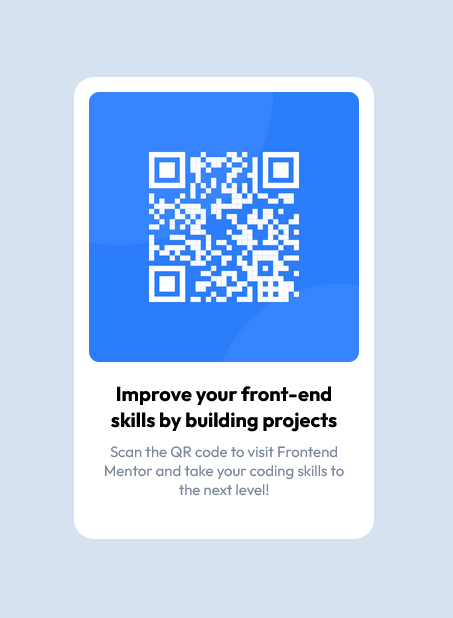 Improve your front-end
skills by building projects
Scan the QR code to visit Frontend
Mentor and take your coding skills to
the next level!